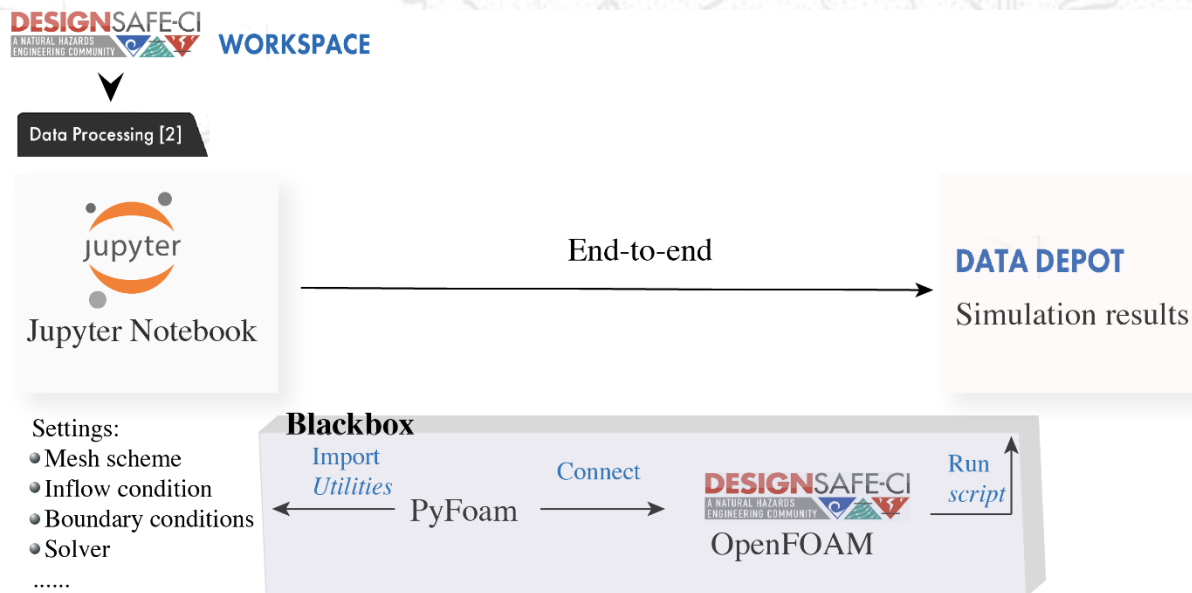 DESIGNSAFE-CI
A NATURAL HAZARDS
ENGINEERING COMMUNITY
WORKSPACE
Data Processing [2]
jupyter
Jupyter Notebook
End-to-end
DATA DEPOT
Simulation results
Settings:
Mesh scheme
Inflow condition
Boundary conditions
Solver
......
Blackbox
Import
Utilities
PyFoam
Connect
DESIGNSAFE-CI
A NATURAL HAZARDS
ENGINEERING COMMUNITY
OpenFOAM
Run
script